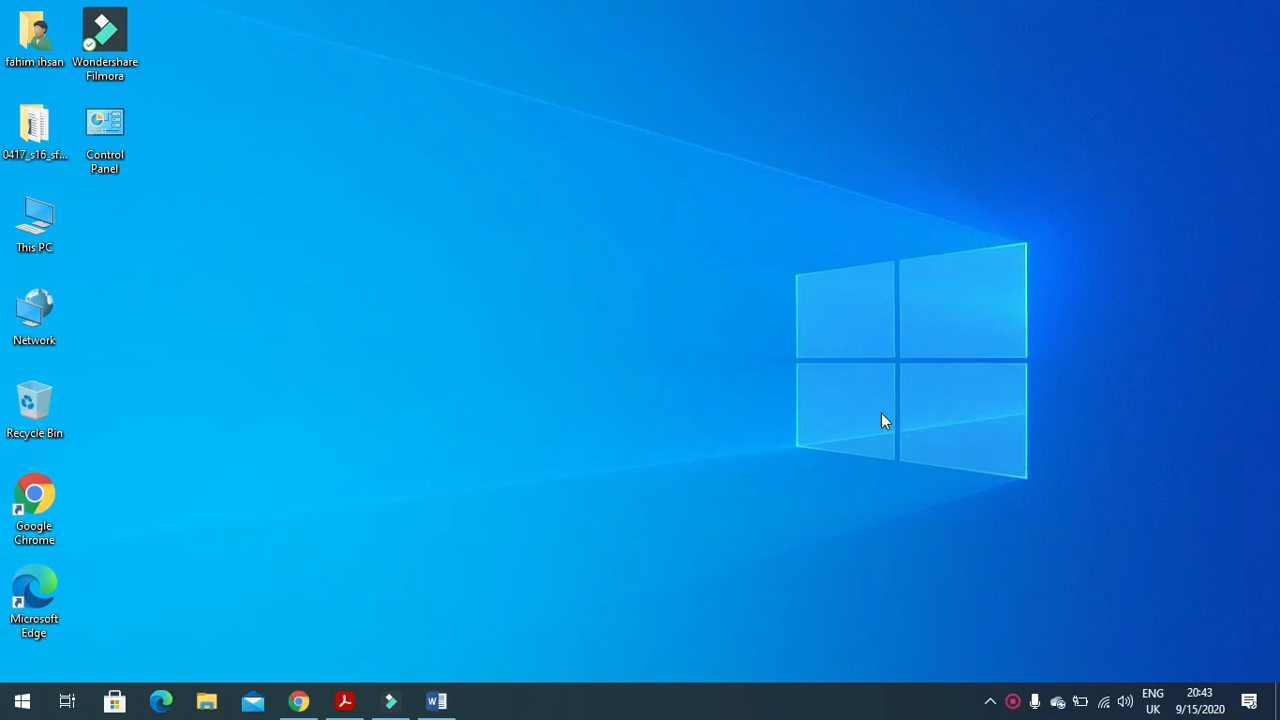 fahim ihsan
Wondershare
Filmora
0417_s16_sf...
Control
Panel
This PC
Network
Recycle Bin
Google
Chrome
Microsoft
Edge
ENG
UK
20:43
9/15/2020